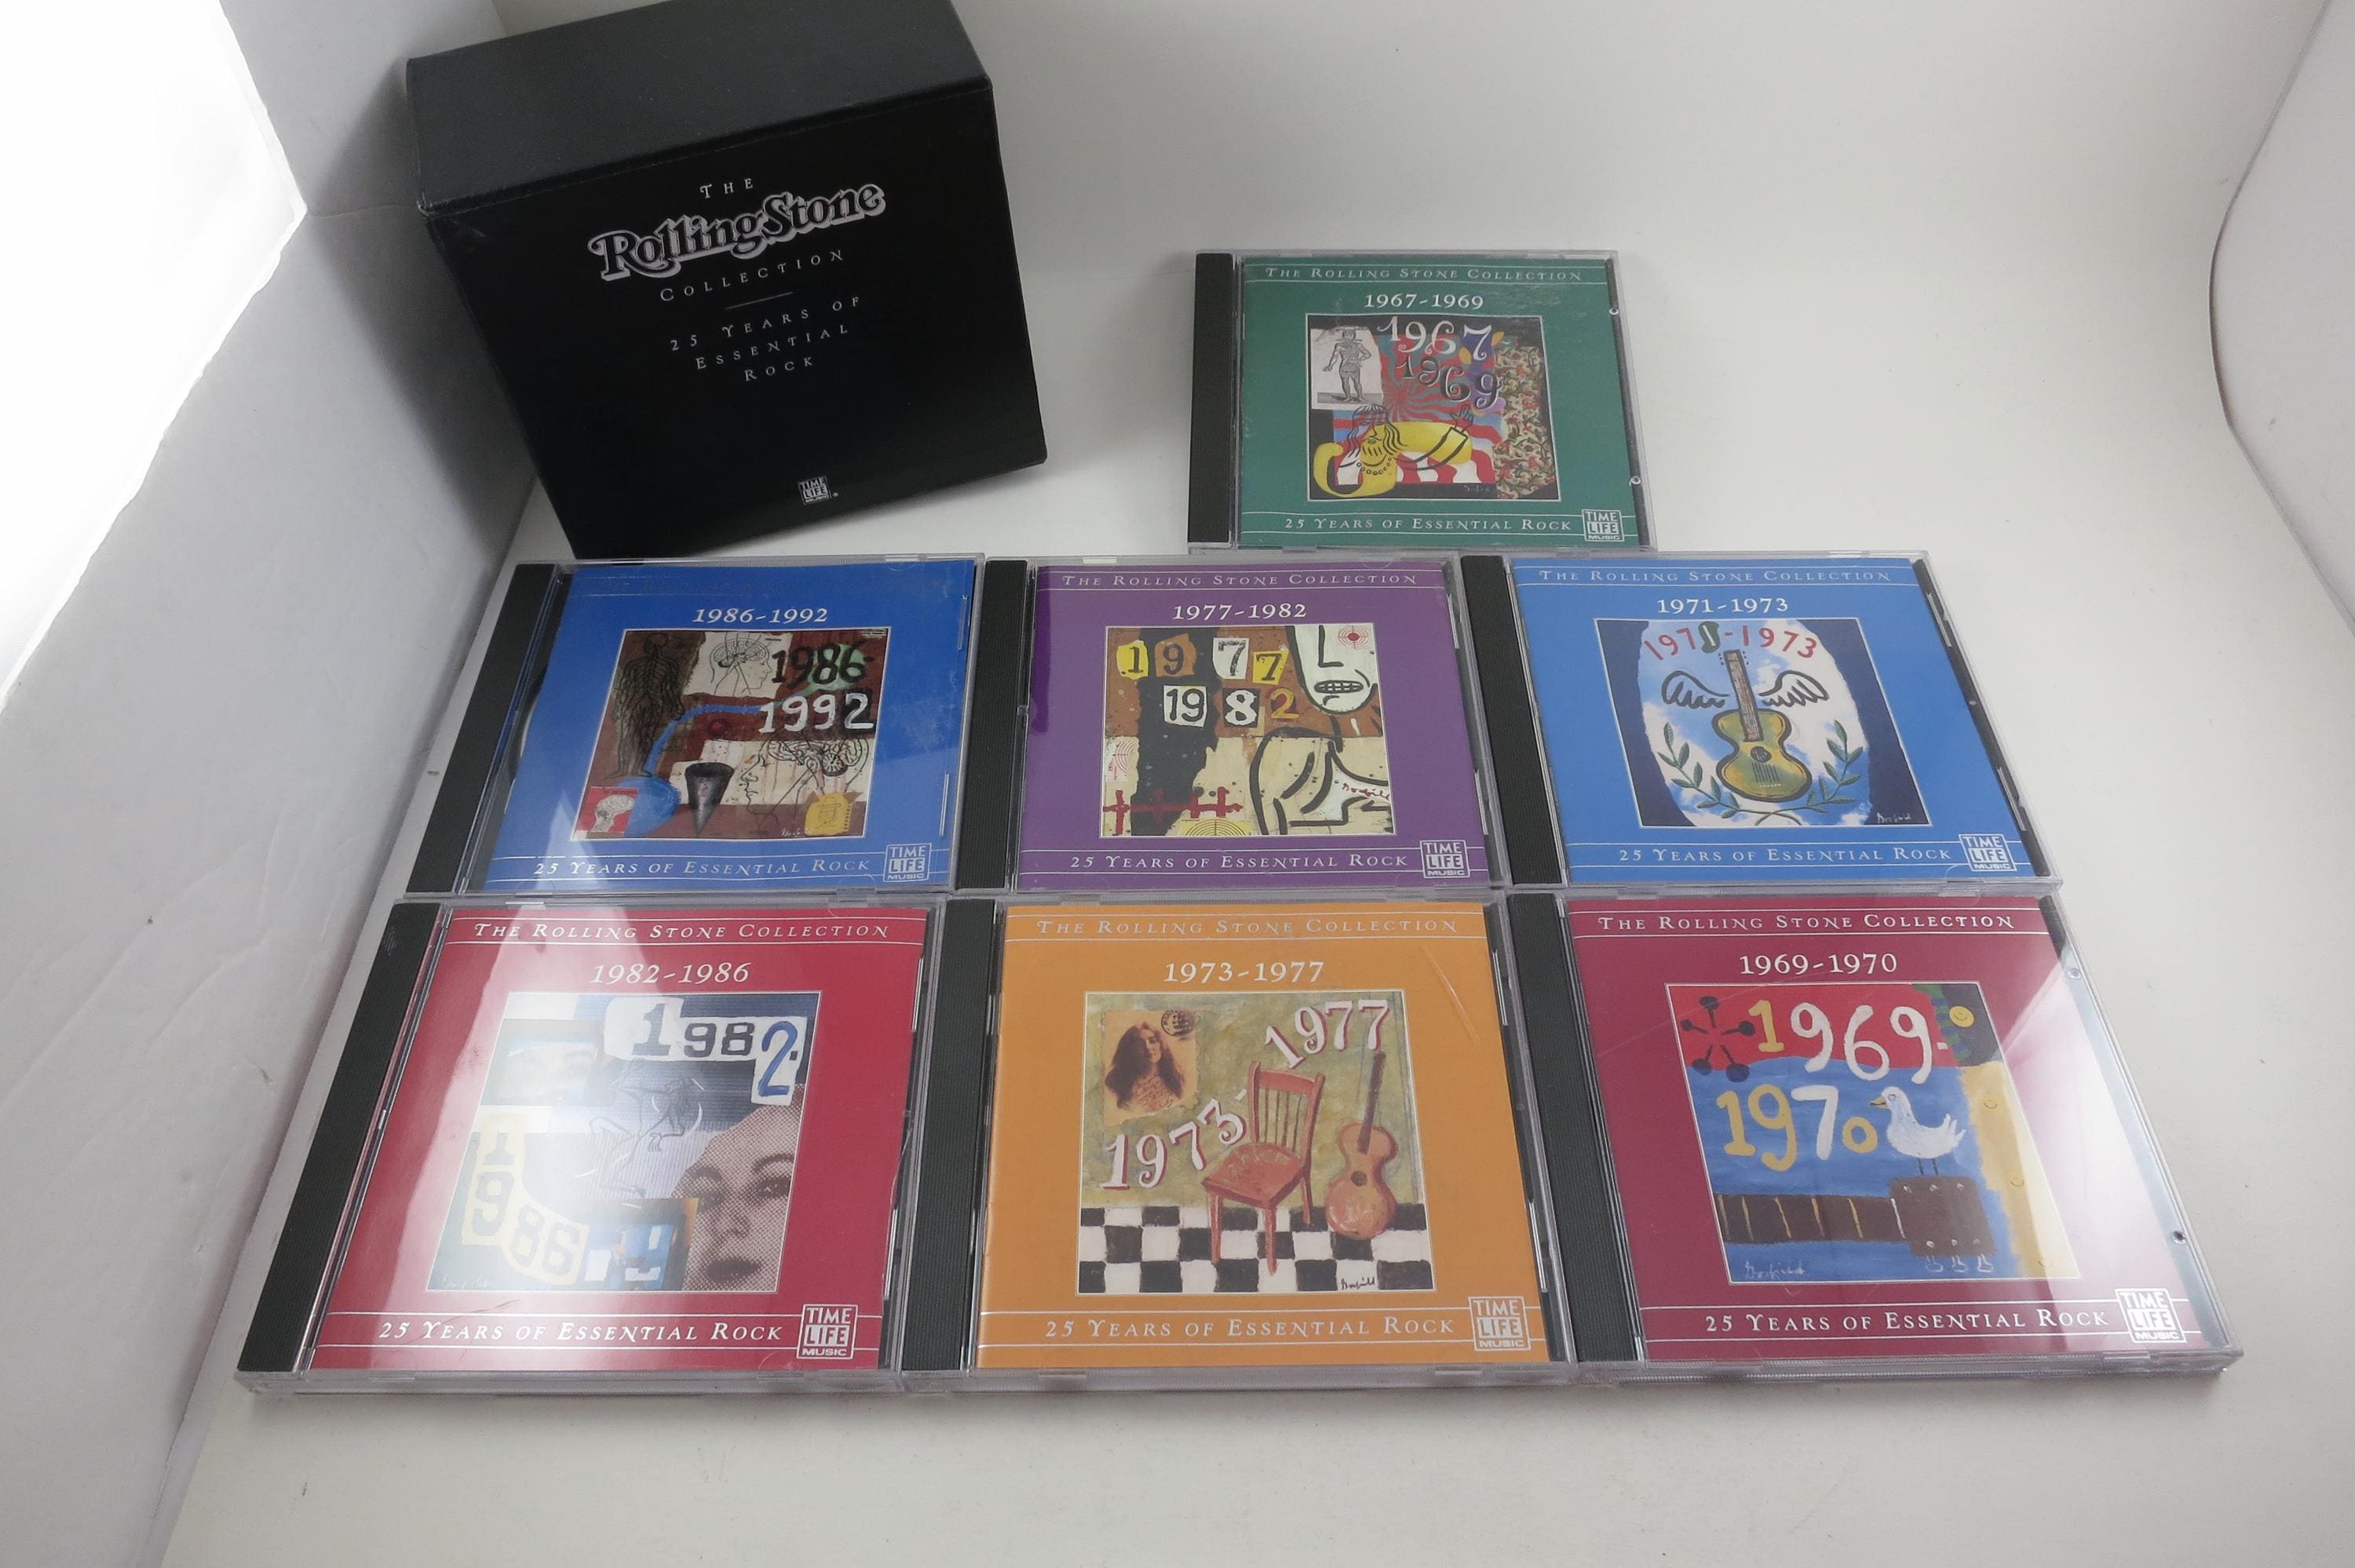 THE
RollingStone
COLLECTION
25 YEARS OF
ESSENTIAL
ROCK
TIME
LIFE
MUSIC
THE ROLLING STONE COLLECTION
1967-1969
1967
1969
25 YEARS OF ESSENTIAL ROCK
TIME
LIFE
MUSIC
1986-1992
1986-
1992
25 YEARS OF ESSENTIAL ROCK
TIME
LIFE
MUSIC
THE ROLLING STONE COLLECTION
1977-1982
1977
1982
25 YEARS OF ESSENTIAL ROCK
TIME
LIFE
MUSIC
THE ROLLING STONE COLLECTION
1971-1973
1971-1973
25 YEARS OF ESSENTIAL ROCK
TIME
LIFE
MUSIC
THE ROLLING STONE COLLECTION
1982-1986
1982
1986
25 YEARS OF ESSENTIAL ROCK
TIME
LIFE
MUSIC
THE ROLLING STONE COLLECTION
1973-1977
1973-1977
25 YEARS OF ESSENTIAL ROCK
TIME
LIFE
MUSIC
THE ROLLING STONE COLLECTION
1969-1970
1969-
1970
25 YEARS OF ESSENTIAL ROCK
TIME
LIFE
MUSIC